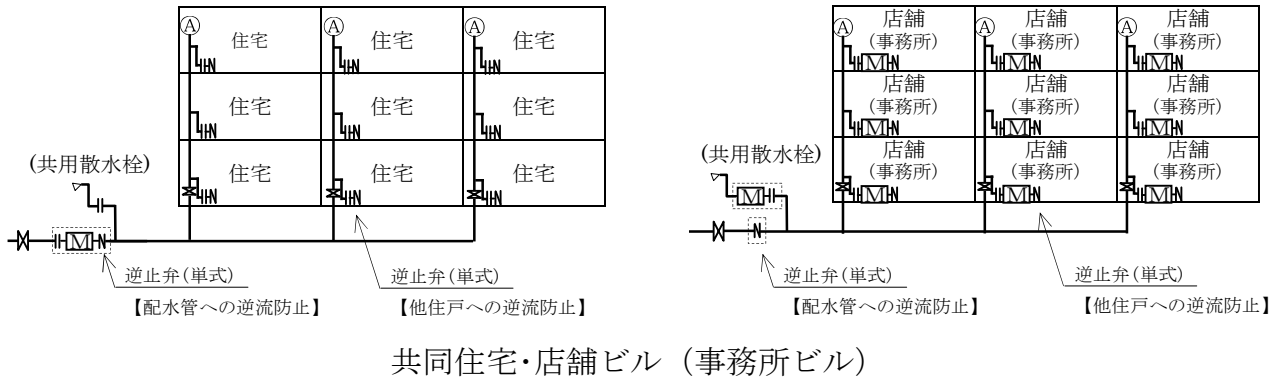 Ⓐ Ⓐ Ⓐ
住宅 住宅 住宅
N N N
住宅 住宅 住宅
N N N
住宅 住宅 住宅
N N N
(共用散水栓)
M N
逆止弁(単式)
【配水管への逆流防止】
逆止弁(単式)
【他住戸への逆流防止】
Ⓐ Ⓐ Ⓐ
店舗 店舗 店舗
(事務所) (事務所) (事務所)
M N M N M N
店舗 店舗 店舗
(事務所) (事務所) (事務所)
M N M N M N
店舗 店舗 店舗
(事務所) (事務所) (事務所)
M N M N M N
(共用散水栓)
M
N
逆止弁(単式)
【配水管への逆流防止】
逆止弁(単式)
【他住戸への逆流防止】
共同住宅･店舗ビル（事務所ビル）